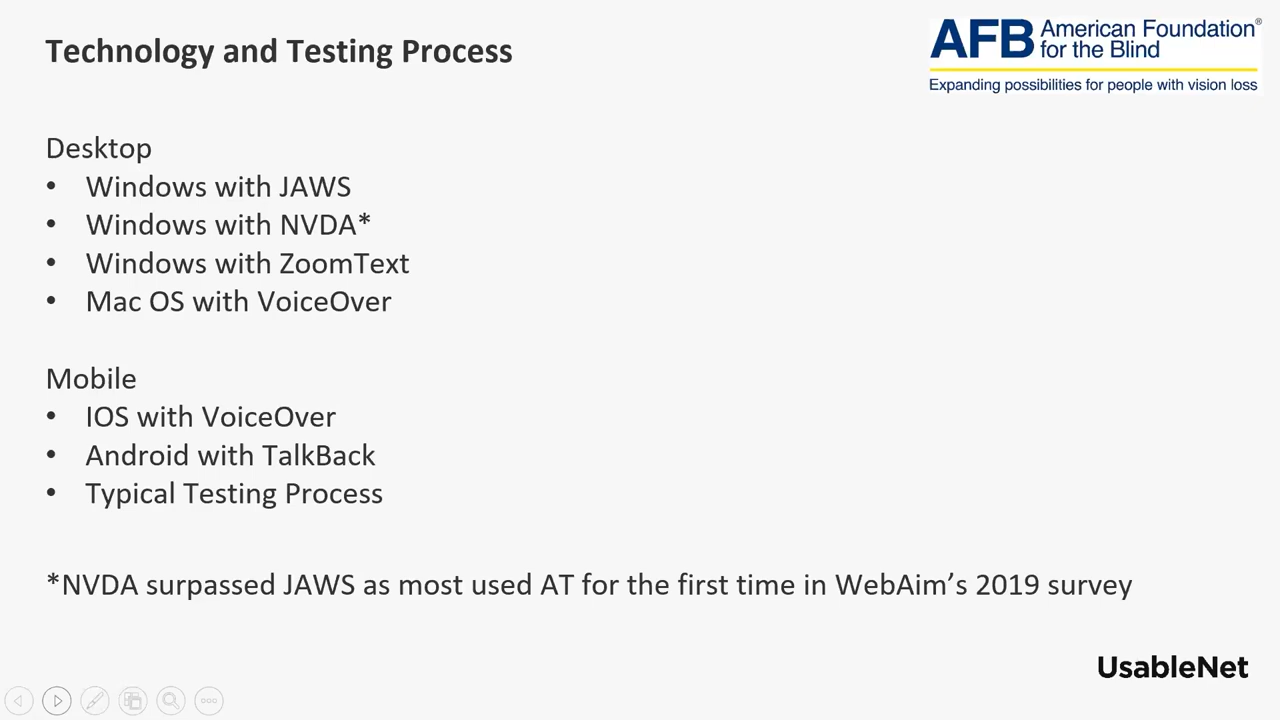 Technology and Testing Process
AFB American Foundation® for the Blind
Expanding possibilities for people with vision loss
Desktop
• Windows with JAWS
• Windows with NVDA*
• Windows with ZoomText
• Mac OS with VoiceOver
Mobile
• IOS with VoiceOver
• Android with TalkBack
• Typical Testing Process
*NVDA surpassed JAWS as most used AT for the first time in WebAim’s 2019 survey
UsableNet